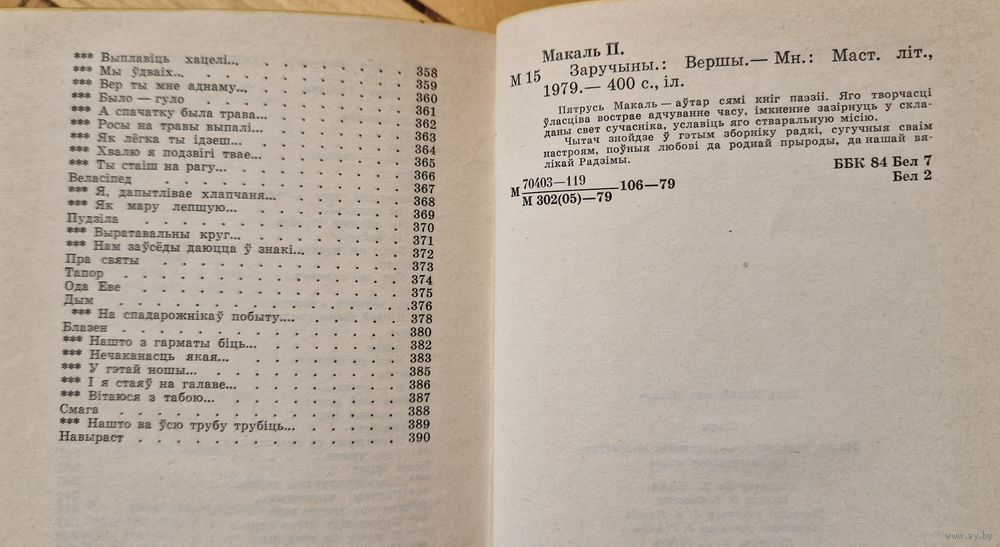 *** Выплавіць хацелі... 358
*** Мы ўдваіх... 359
*** Вер ты мне аднаму... 360
*** Было — гуло 361
*** А спачатку была трава... 362
*** Росы на травы выпалі... 363
*** Як лёгка ты ідзеш... 364
*** Хвалю я подзвігі твае... 365
*** Ты стаіш на рагу... 366
Веласіпед 367
*** Я, дапытлівае хлапчаня... 368
*** Як мару лепшую... 369
Пудзіла 370
*** Выратавальны круг... 371
*** Нам заўсёды даюцца ў знакі... 372
Пра святы 373
Тапор 374
Ода Еве 375
Дым 376
*** На спадарожнікаў побыту.... 378
Блазен 380
*** Нашто з гарматы біць... 382
*** Нечаканасць якая... 383
*** У гэтай ношы... 385
*** І я стаяў на галаве... 386
*** Вітаюся з табою... 387
Смага 388
*** Нашто ва ўсю трубу трубіць... 389
Навыраст 390
Макаль П.
М 15 Заручыны.: Вершы.— Мн.: Маст. літ.,
1979.— 400 с., іл.
Пятрусь Макаль — аўтар сямі кніг паэзіі. Яго творчасці
ўласціва вострае адчуванне часу, імкненне зазірнуць у скла-
даны свет сучасніка, уславіць яго стваральную місію.
Чытач знойдзе ў гэтым зборніку радкі, сугучныя сваім
настроям, поўныя любові да роднай прыроды, да нашай вя-
лікай Радзімы.
ББК 84 Бел 7
Бел 2
М 70403—119 106—79
М 302(05)—79
www.ay.by